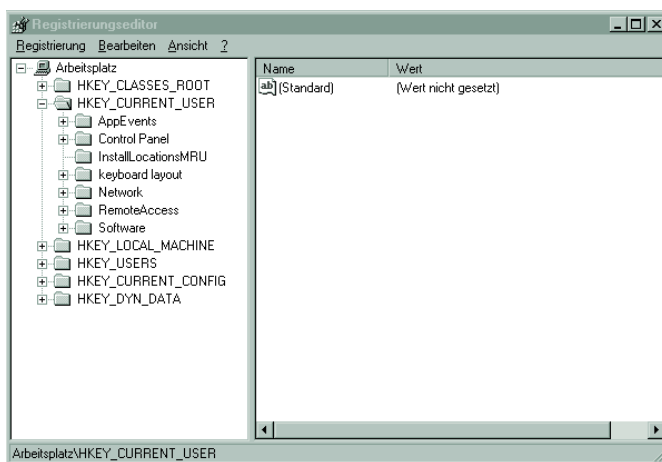 Registrierungseditor
Registrierung Bearbeiten Ansicht ?
Arbeitsplatz
HKEY_CLASSES_ROOT
HKEY_CURRENT_USER
AppEvents
Control Panel
InstallLocationsMRU
keyboard layout
Network
RemoteAccess
Software
HKEY_LOCAL_MACHINE
HKEY_USERS
HKEY_CURRENT_CONFIG
HKEY_DYN_DATA
Name Wert
ab (Standard) (Wert nicht gesetzt)
Arbeitsplatz\HKEY_CURRENT_USER